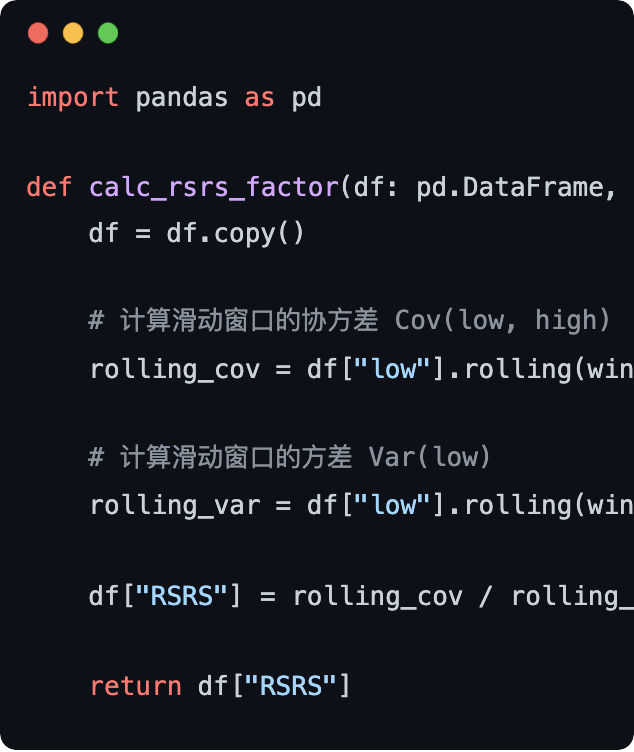 import pandas as pd
def calc_rsrs_factor(df: pd.DataFrame,
    df = df.copy()
    # 计算滑动窗口的协方差 Cov(low, high)
    rolling_cov = df["low"].rolling(win
    # 计算滑动窗口的方差 Var(low)
    rolling_var = df["low"].rolling(win
    df["RSRS"] = rolling_cov / rolling_
    return df["RSRS"]